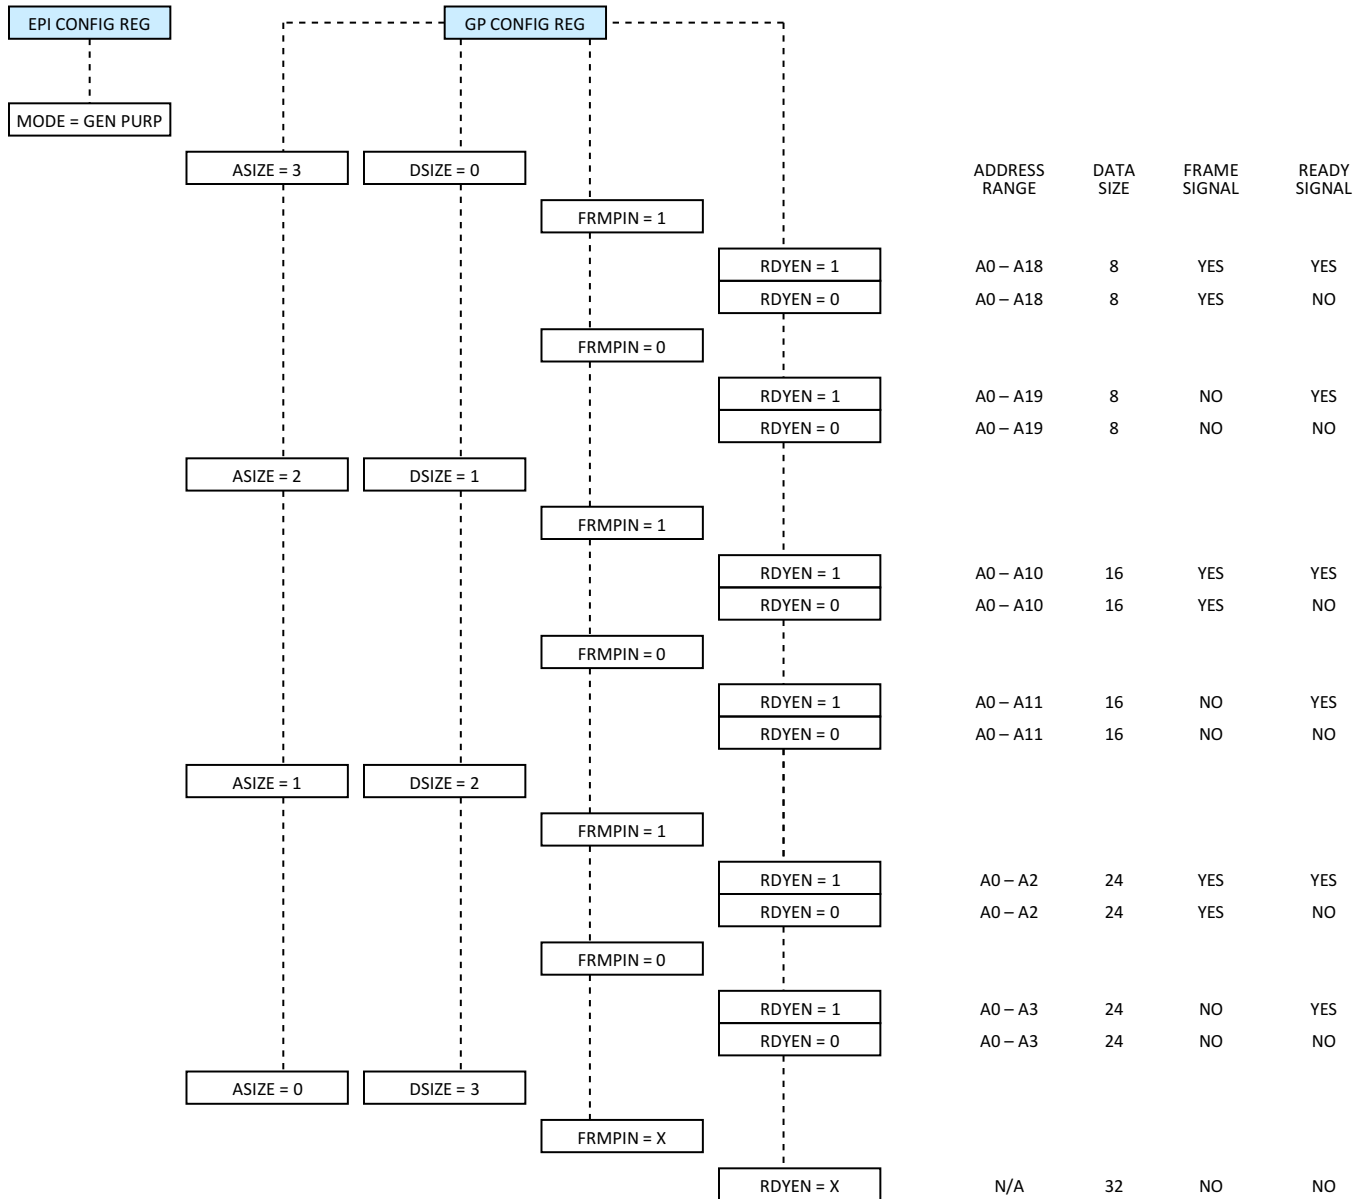 EPI CONFIG REG GP CONFIG REG
MODE = GEN PURP
ASIZE = 3 DSIZE = 0
ADDRESS RANGE DATA SIZE FRAME SIGNAL READY SIGNAL
FRMPIN = 1
RDYEN = 1 A0 – A18 8 YES YES
RDYEN = 0 A0 – A18 8 YES NO
FRMPIN = 0
RDYEN = 1 A0 – A19 8 NO YES
RDYEN = 0 A0 – A19 8 NO NO
ASIZE = 2 DSIZE = 1
FRMPIN = 1
RDYEN = 1 A0 – A10 16 YES YES
RDYEN = 0 A0 – A10 16 YES NO
FRMPIN = 0
RDYEN = 1 A0 – A11 16 NO YES
RDYEN = 0 A0 – A11 16 NO NO
ASIZE = 1 DSIZE = 2
FRMPIN = 1
RDYEN = 1 A0 – A2 24 YES YES
RDYEN = 0 A0 – A2 24 YES NO
FRMPIN = 0
RDYEN = 1 A0 – A3 24 NO YES
RDYEN = 0 A0 – A3 24 NO NO
ASIZE = 0 DSIZE = 3
FRMPIN = X
RDYEN = X N/A 32 NO NO